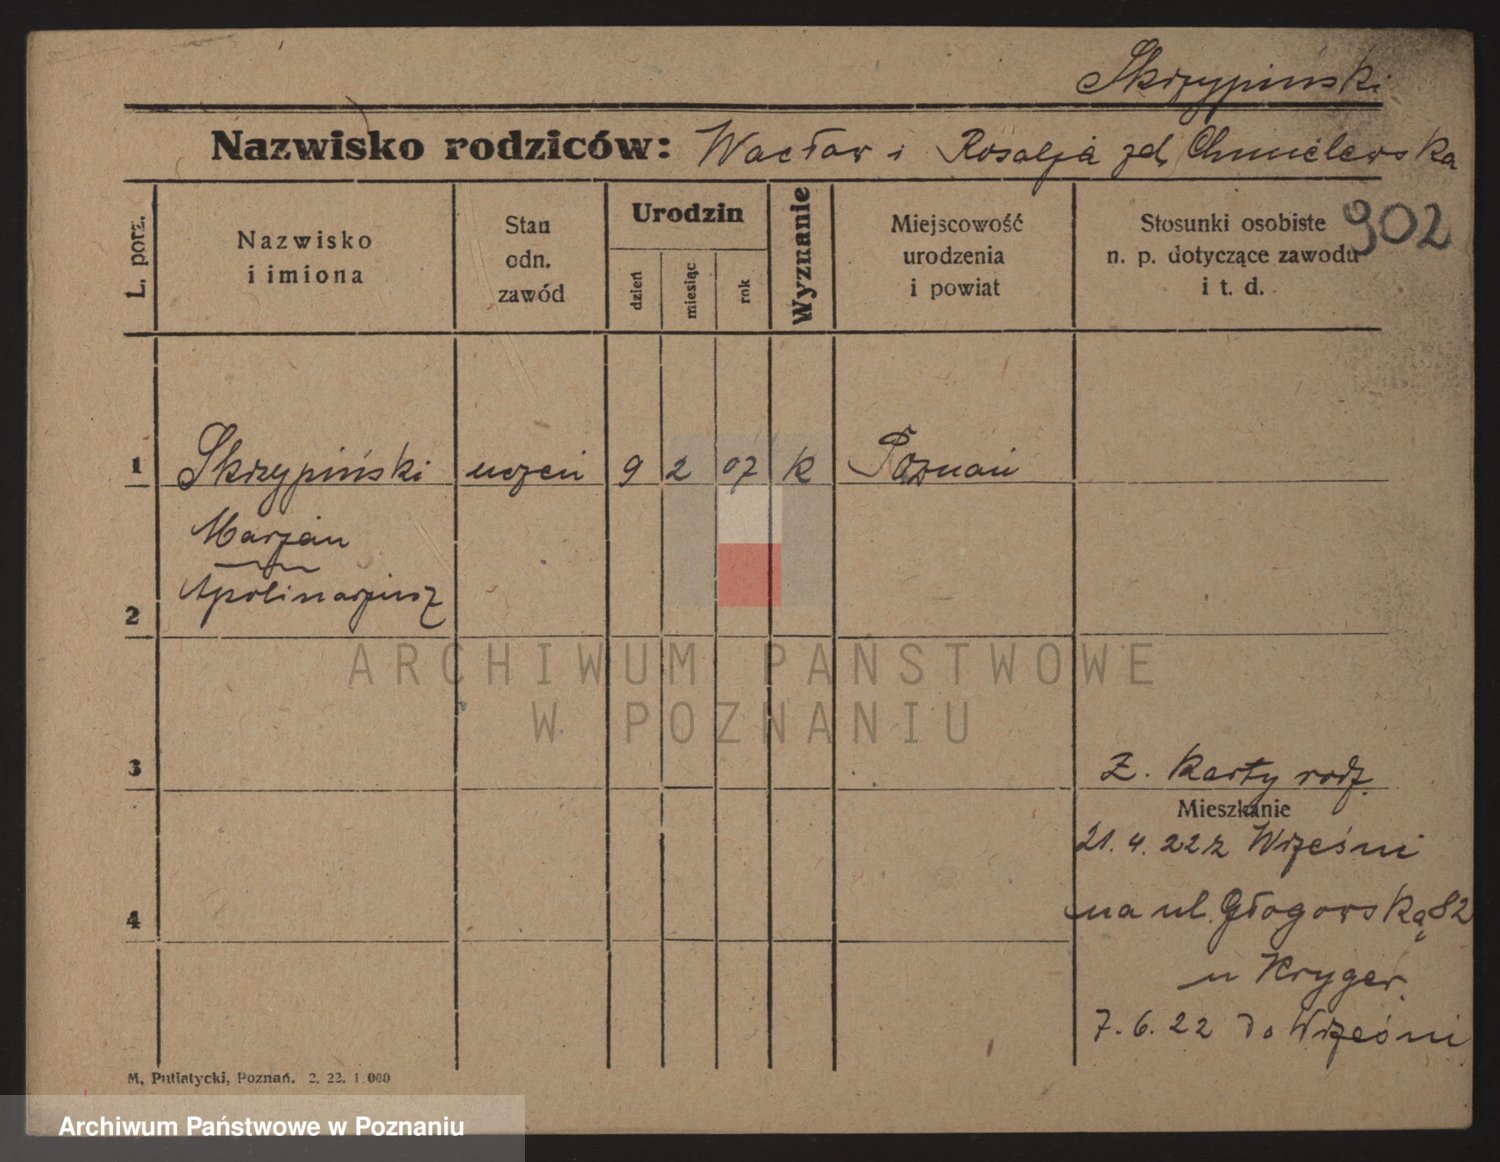 Skrzypiński
Nazwisko rodziców: Wacław i Rosalja zd. Chmielewska
902
L. porz.
Nazwisko
i imiona
Stan
odn.
zawód
Urodzin
dzień
miesiąc
rok
Wyznanie
Miejscowość
urodzenia
i powiat
Stosunki osobiste
n. p. dotyczące zawodu
i t. d.
1 Skrzypiński uczeń 9 2 07 K Poznań
Marjan
Apolinarjusz
2
ARCHIWUM PAŃSTWOWE
W POZNANIU
3
Z. Karty rodz.
Mieszkanie
21. 4. 22 z Wrześni
na ul. Głogowską 82
4
u Kryger.
7. 6. 22 do Wrześni
M. Putiatycki, Poznań. 2. 22. 1.000
Archiwum Państwowe w Poznaniu